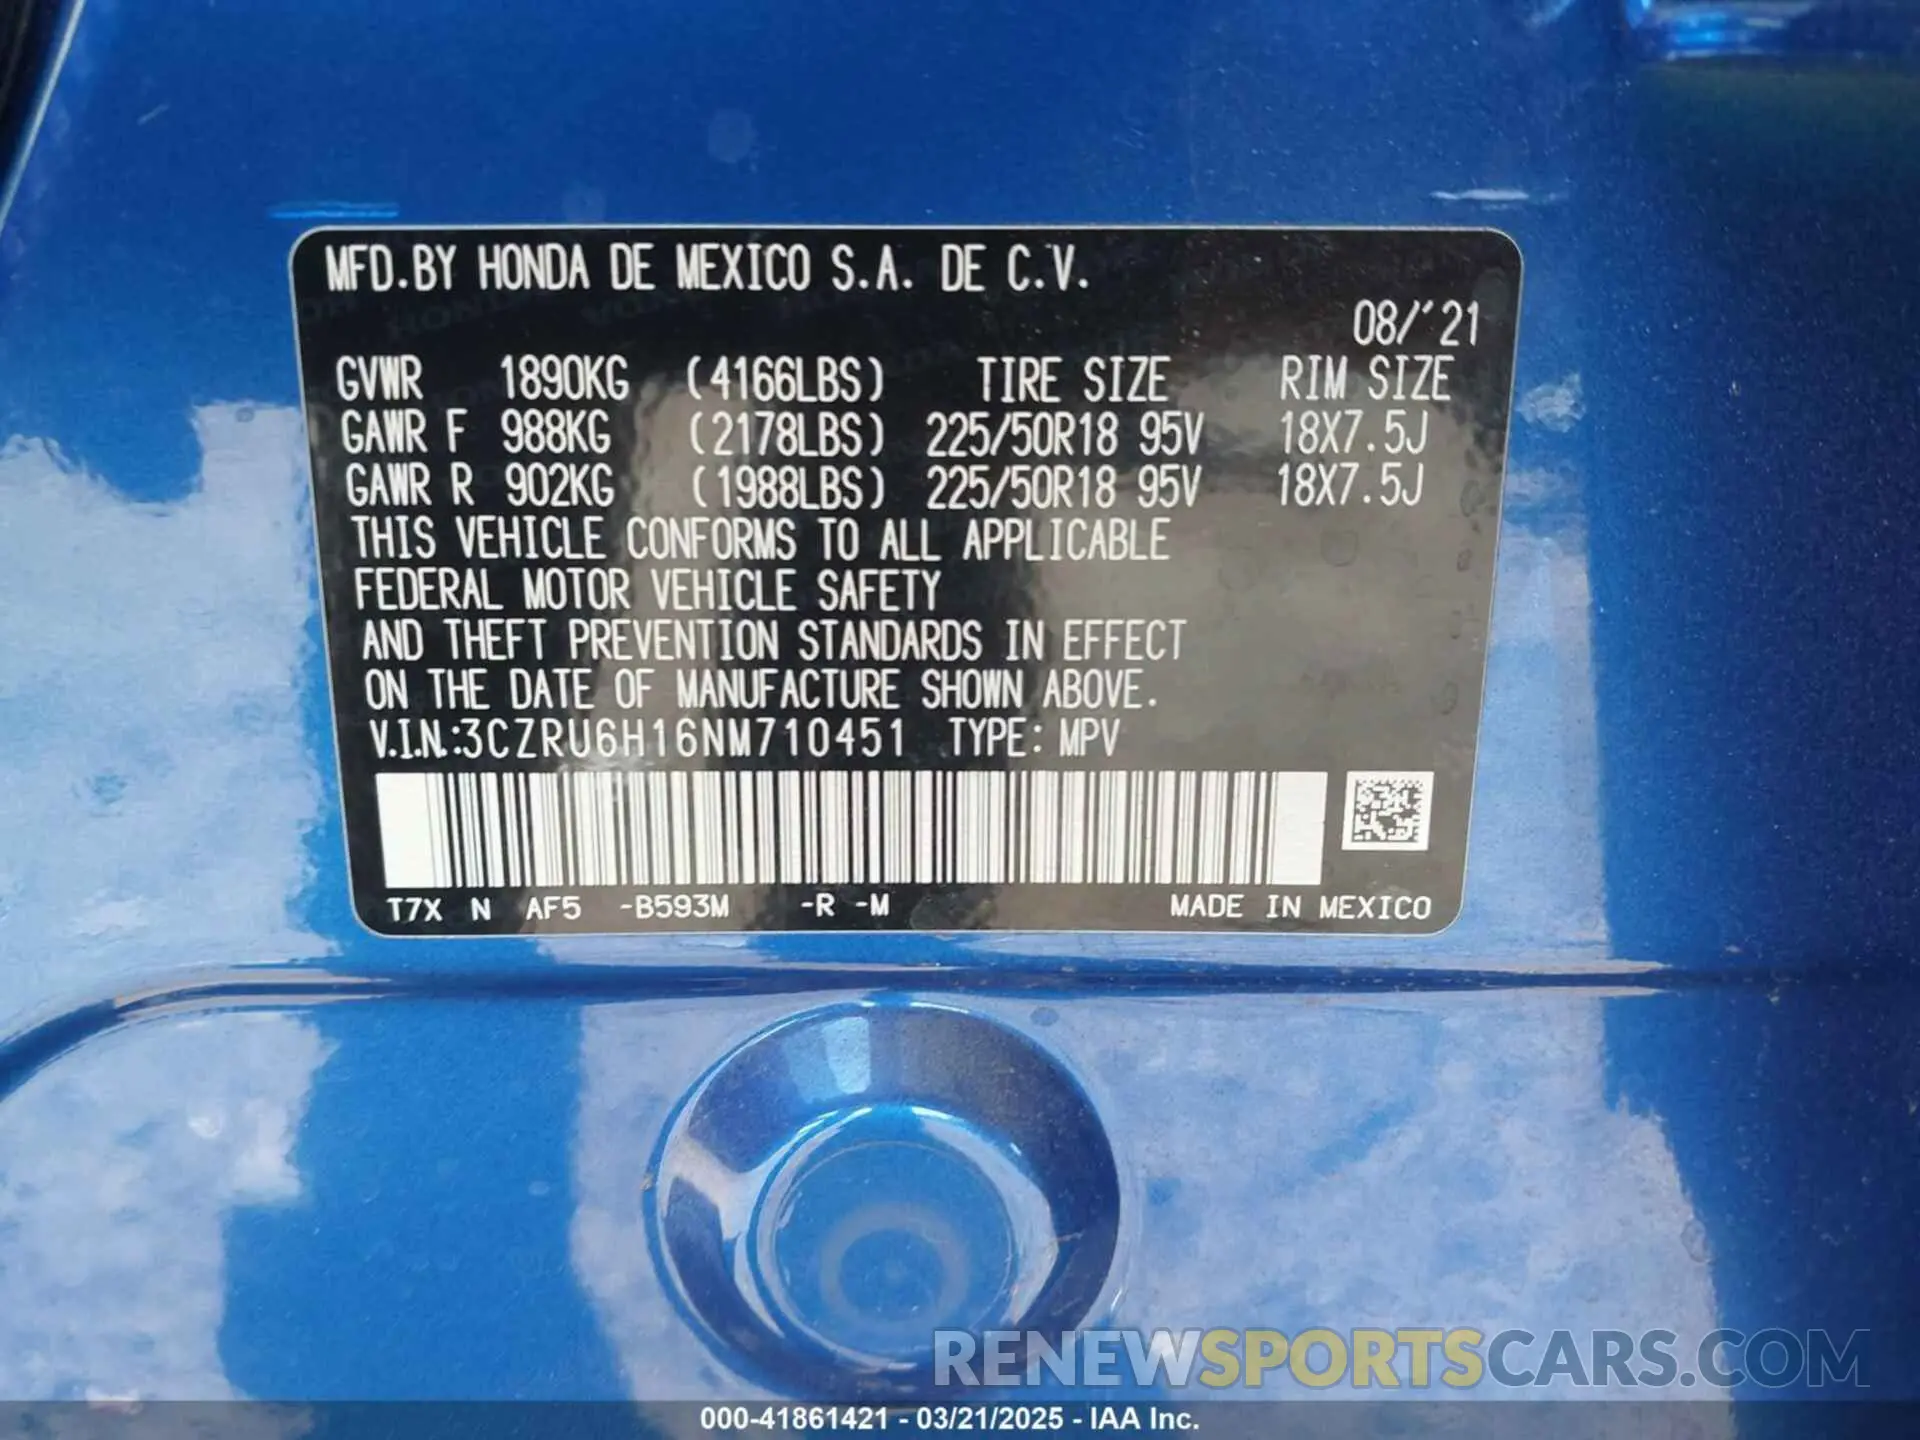 MFD.BY HONDA DE MEXICO S.A. DE C.V.
08/'21
GVWR 1890KG (4166LBS) TIRE SIZE RIM SIZE
GAWR F 988KG (2178LBS) 225/50R18 95V 18X7.5J
GAWR R 902KG (1988LBS) 225/50R18 95V 18X7.5J
THIS VEHICLE CONFORMS TO ALL APPLICABLE
FEDERAL MOTOR VEHICLE SAFETY
AND THEFT PREVENTION STANDARDS IN EFFECT
ON THE DATE OF MANUFACTURE SHOWN ABOVE.
V.I.N.:3CZRU6H16NM710451 TYPE: MPV
T7X N AF5 -B593M -R -M MADE IN MEXICO
RENEWSPORTSCARS.COM
000-41861421 - 03/21/2025 - IAA Inc.